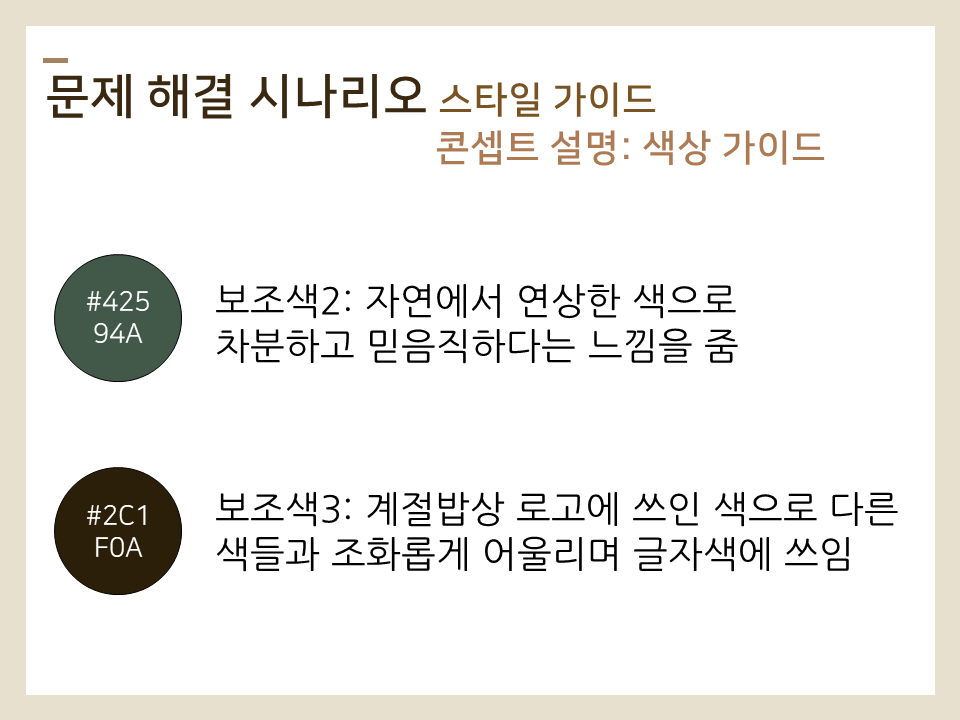 문제 해결 시나리오 스타일 가이드
콘셉트 설명: 색상 가이드
#425
94A
보조색2: 자연에서 연상한 색으로
차분하고 믿음직하다는 느낌을 줌
#2C1
F0A
보조색3: 계절밥상 로고에 쓰인 색으로 다른
색들과 조화롭게 어울리며 글자색에 쓰임